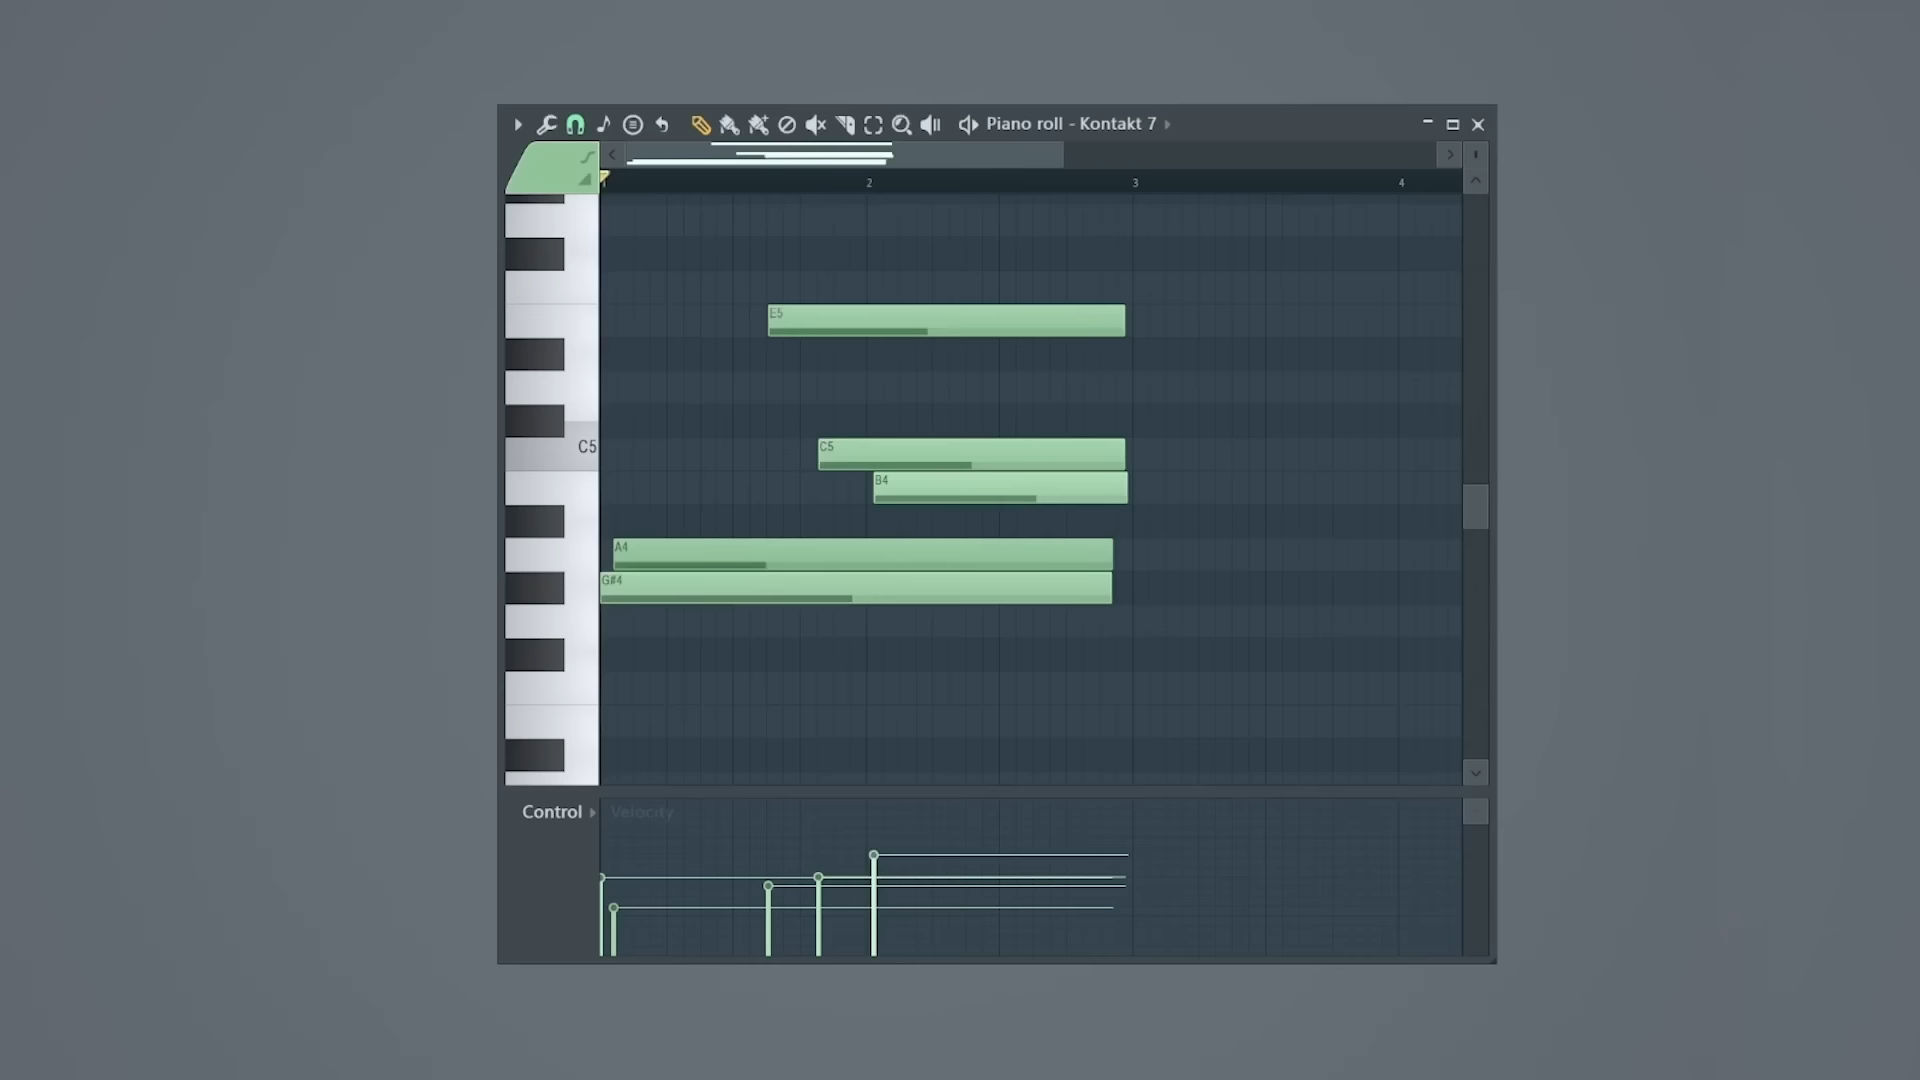 Piano roll - Kontakt 7
2 3 4
E5
C5
C5
B4
A4
G#4
Control
Velocity